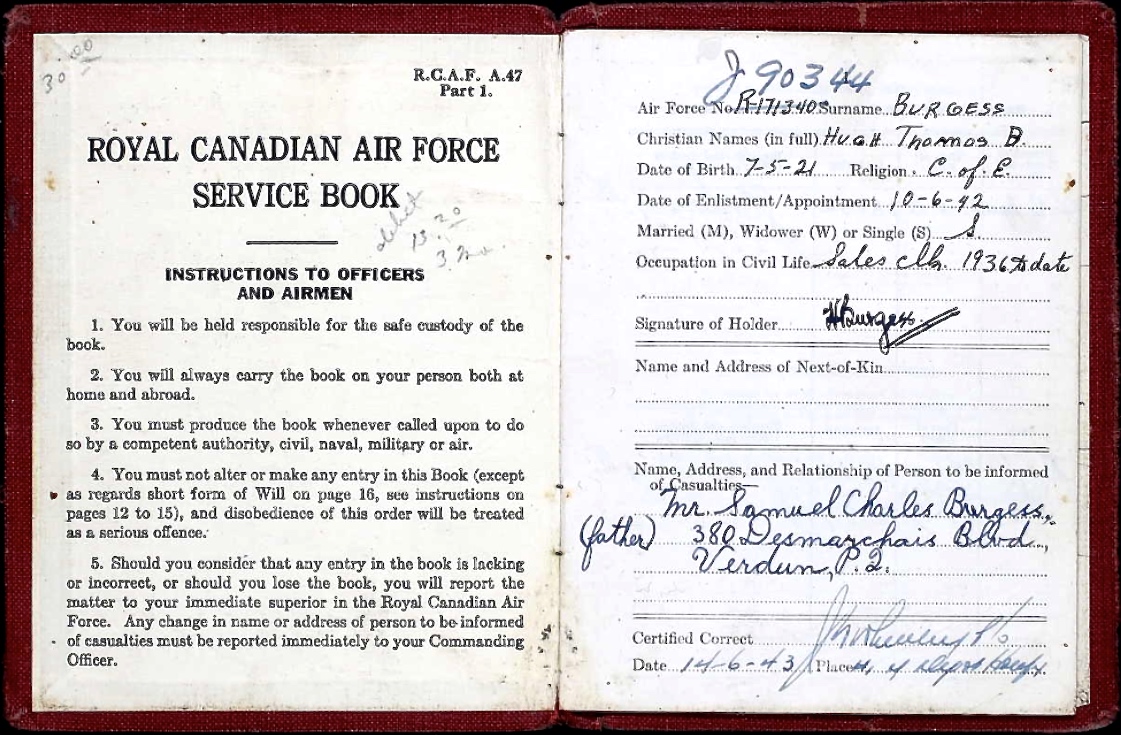 30 00
R.C.A.F. A.47
Part 1.
ROYAL CANADIAN AIR FORCE
SERVICE BOOK
debit
13.20
3
INSTRUCTIONS TO OFFICERS
AND AIRMEN
1. You will be held responsible for the safe custody of the
book.
2. You will always carry the book on your person both at
home and abroad.
3. You must produce the book whenever called upon to do
so by a competent authority, civil, naval, military or air.
4. You must not alter or make any entry in this Book (except
as regards short form of Will on page 16, see instructions on
pages 12 to 15), and disobedience of this order will be treated
as a serious offence.
5. Should you consider that any entry in the book is lacking
or incorrect, or should you lose the book, you will report the
matter to your immediate superior in the Royal Canadian Air
Force. Any change in name or address of person to be informed
of casualties must be reported immediately to your Commanding
Officer.
J90344
Air Force No. R-171340 Surname BURGESS
Christian Names (in full) HUGH Thomas B.
Date of Birth 7-5-21 Religion C. of E.
Date of Enlistment/Appointment 10-6-42
Married (M), Widower (W) or Single (S) S.
Occupation in Civil Life Sales clk. 1936 to date
Signature of Holder H Burgess
Name and Address of Next-of-Kin
Name, Address, and Relationship of Person to be informed
of Casualties—
Mr. Samuel Charles Burgess,
(father) 380 Desmarchais Blvd.,
Verdun, P.Q.
Certified Correct
Date 14-6-43 Place